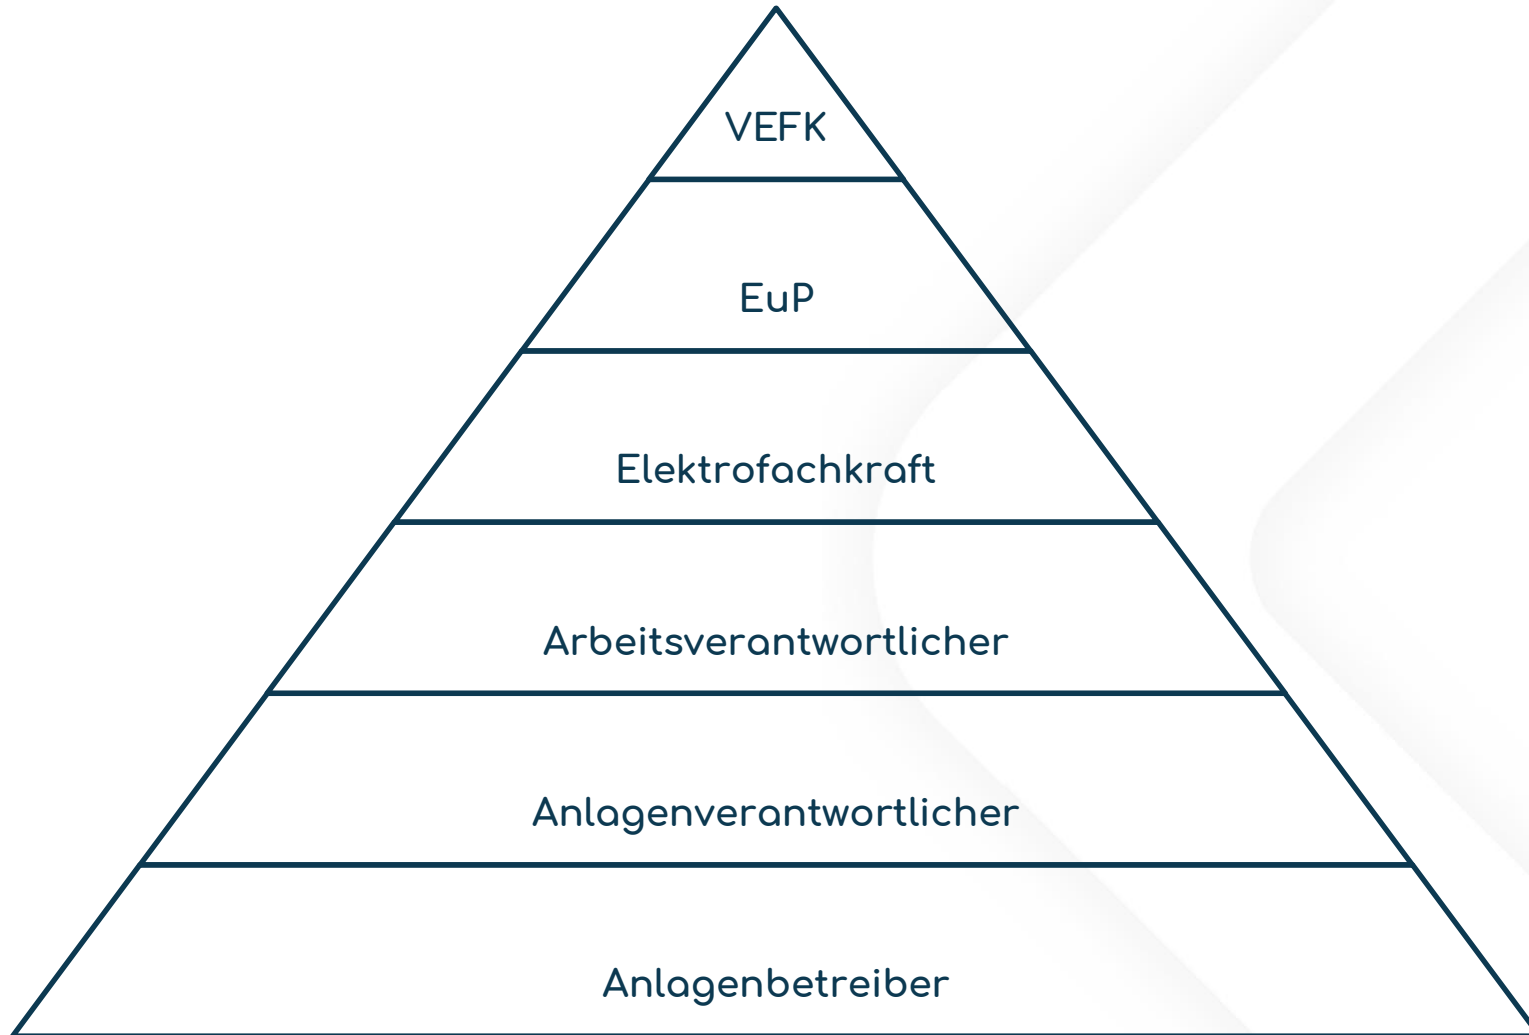 VEFK
EuP
Elektrofachkraft
Arbeitsverantwortlicher
Anlagenverantwortlicher
Anlagenbetreiber